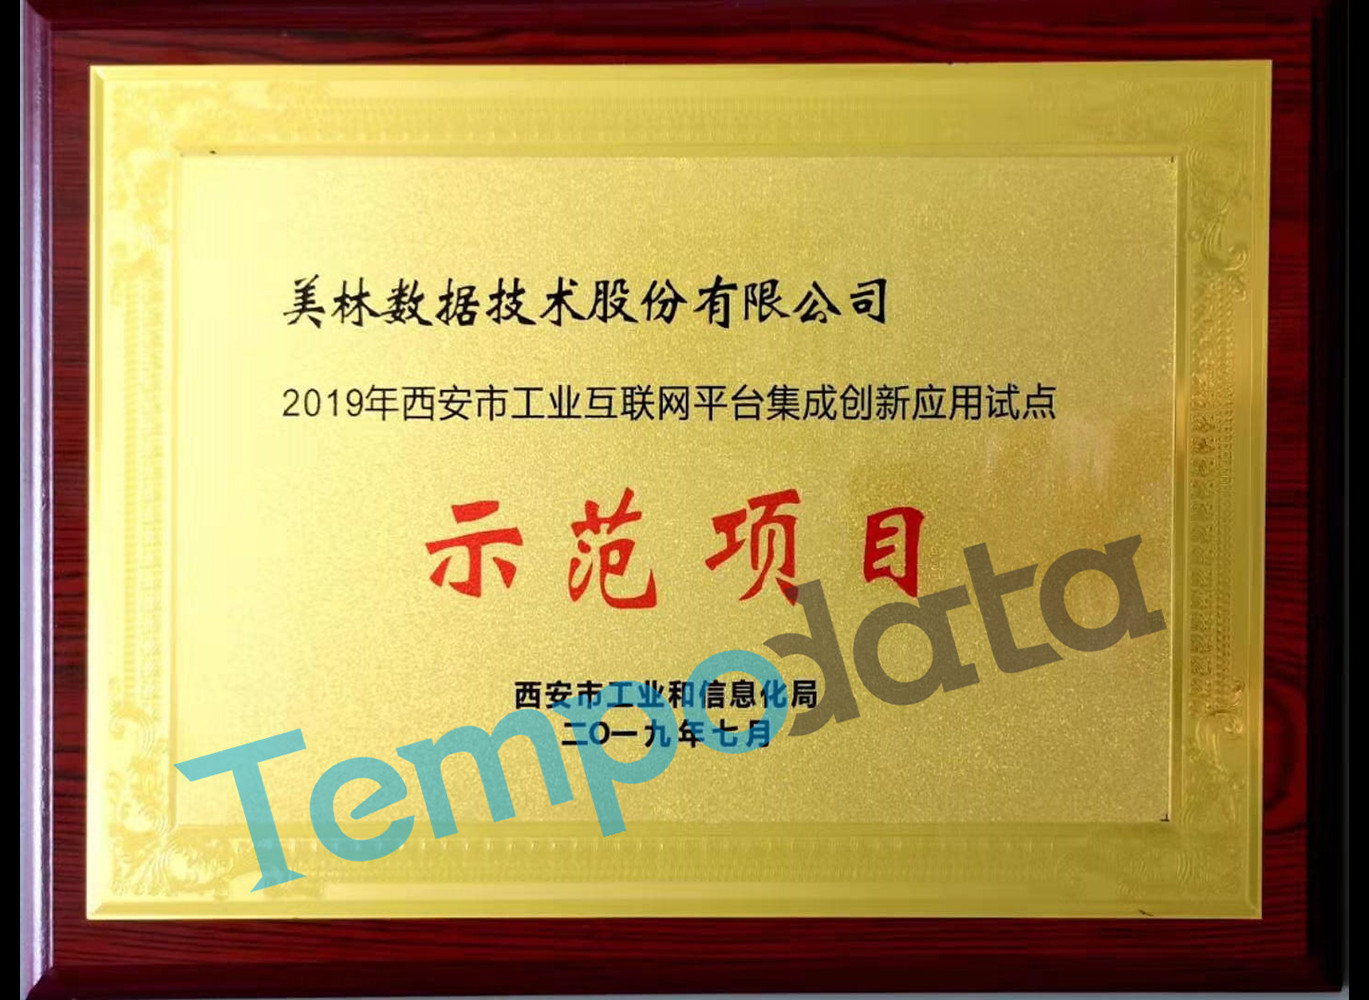 美林数据技术股份有限公司
2019年西安市工业互联网平台集成创新应用试点
示范项目
西安市工业和信息化局
二〇一九年七月
Tempodata